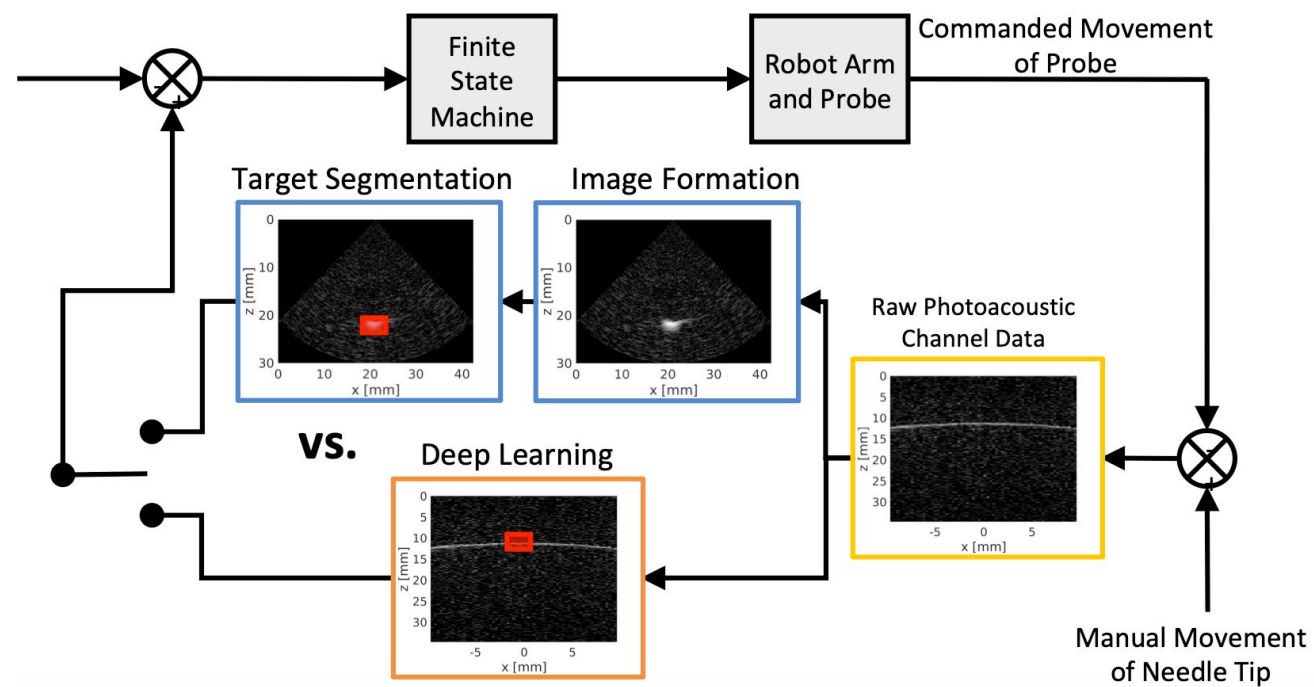 Finite
State
Machine
Robot Arm
and Probe
Commanded Movement
of Probe
-
+
Target Segmentation
0
10
20
30
z [mm]
0 10 20 30 40
x [mm]
Image Formation
0
10
20
30
z [mm]
0 10 20 30 40
x [mm]
Raw Photoacoustic
Channel Data
0
5
10
15
20
25
30
z [mm]
-5 0 5
x [mm]
vs.
Deep Learning
0
5
10
15
20
25
30
z [mm]
-5 0 5
x [mm]
-
+
Manual Movement
of Needle Tip